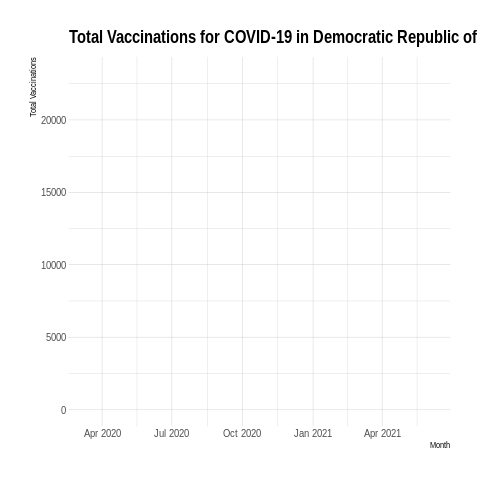 Total Vaccinations for COVID-19 in Democratic Republic of
Total Vaccinations
20000
15000
10000
5000
0
Apr 2020 Jul 2020 Oct 2020 Jan 2021 Apr 2021
Month